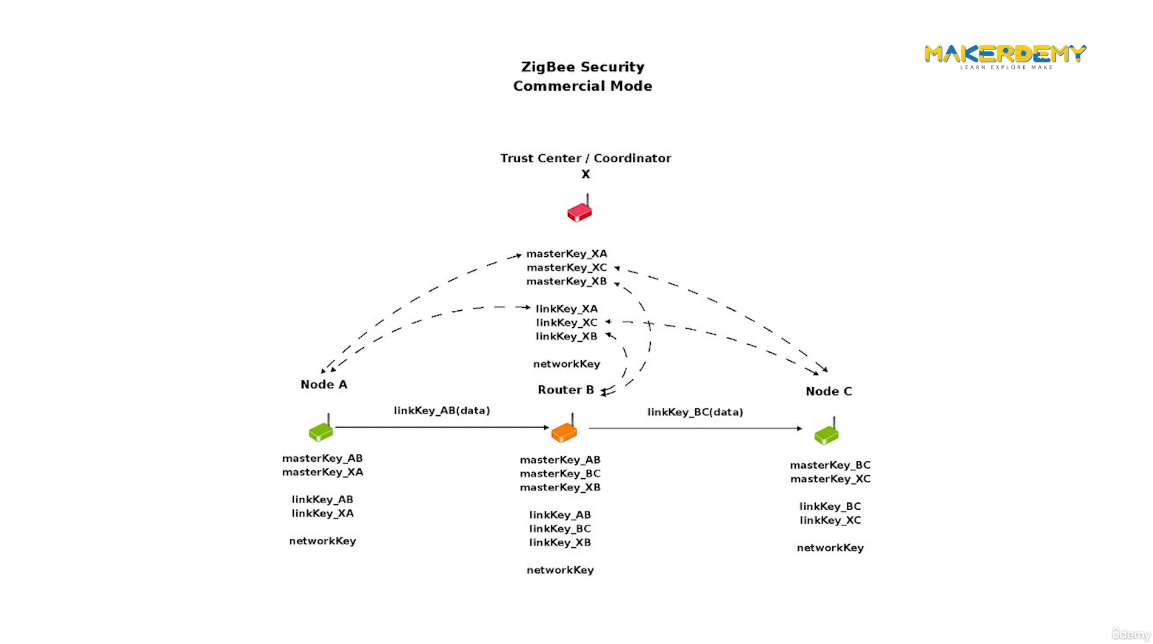 MAKERDEMY
LEARN EXPLORE MAKE
ZigBee Security
Commercial Mode
Trust Center / Coordinator
X
masterKey_XA
masterKey_XC
masterKey_XB
linkKey_XA
linkKey_XC
linkKey_XB
networkKey
Node A
Router B
Node C
linkKey_AB(data)
linkKey_BC(data)
masterKey_AB
masterKey_XA
linkKey_AB
linkKey_XA
networkKey
masterKey_AB
masterKey_BC
masterKey_XB
linkKey_AB
linkKey_BC
linkKey_XB
networkKey
masterKey_BC
masterKey_XC
linkKey_BC
linkKey_XC
networkKey
ûdemy